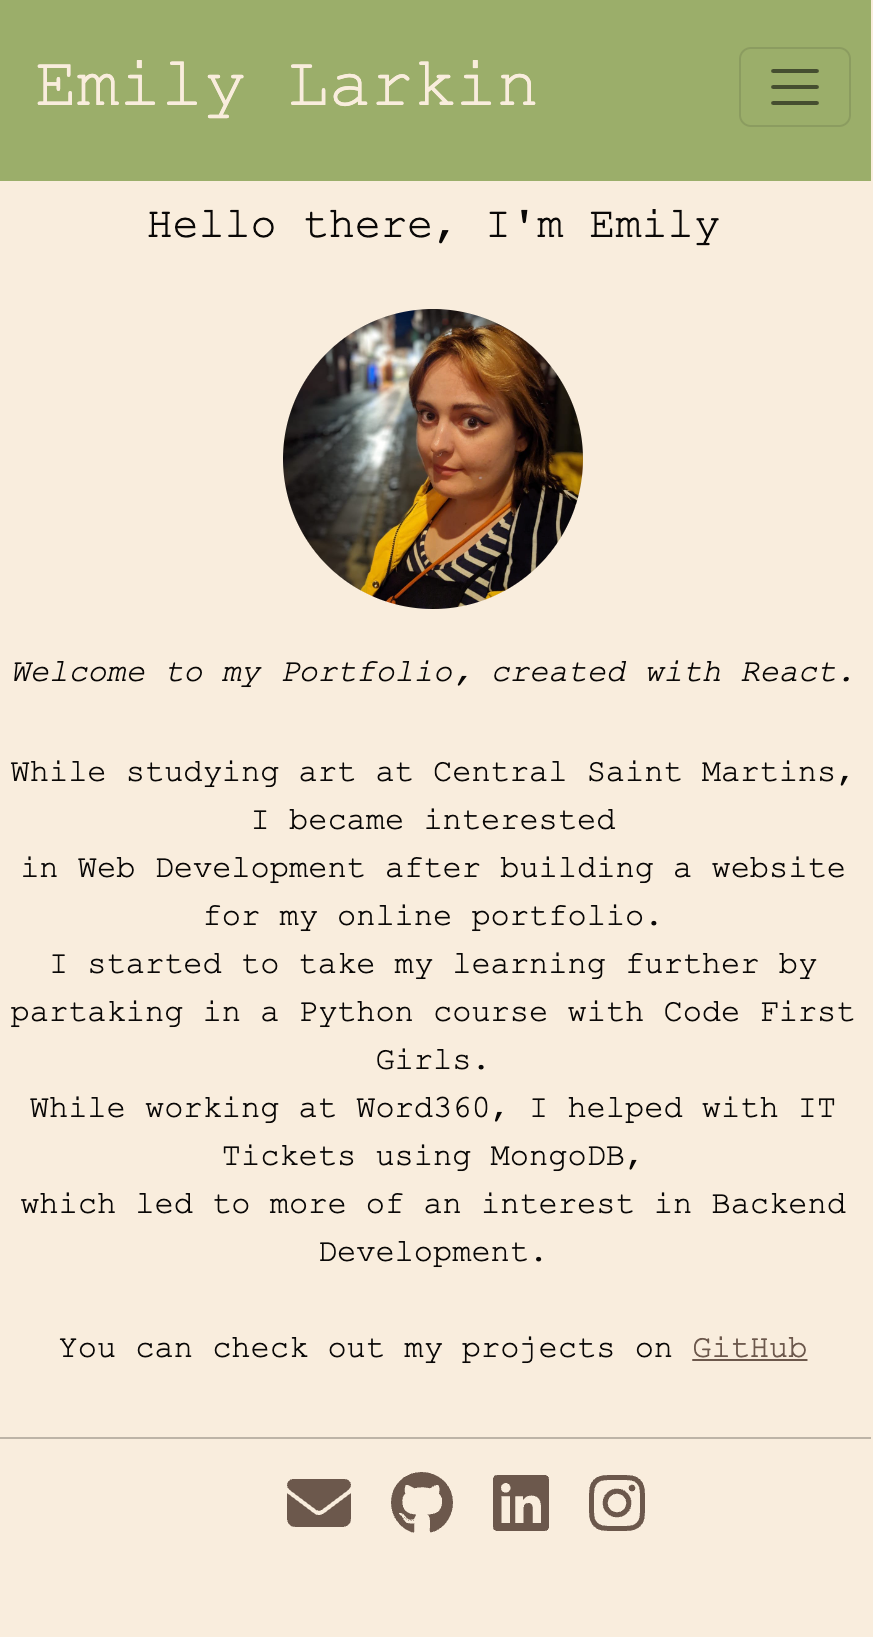 Emily Larkin
Hello there, I'm Emily
Welcome to my Portfolio, created with React.
While studying art at Central Saint Martins,
I became interested
in Web Development after building a website
for my online portfolio.
I started to take my learning further by
partaking in a Python course with Code First
Girls.
While working at Word360, I helped with IT
Tickets using MongoDB,
which led to more of an interest in Backend
Development.
You can check out my projects on GitHub
in